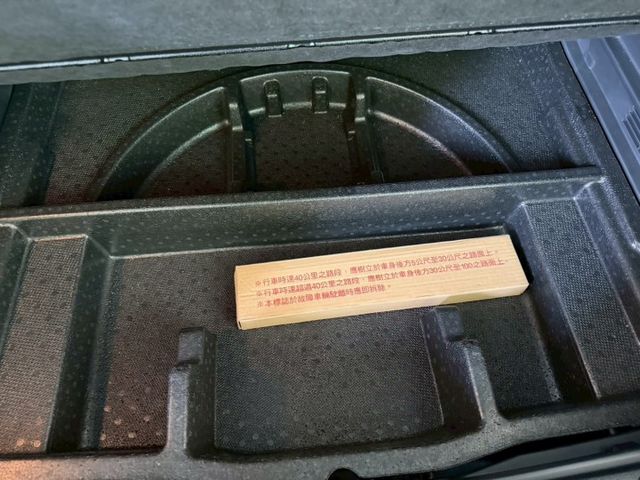 ※行車時速40公里之路段，應樹立於車身後方5公尺至30公尺之路面上。
※行車時速超過40公里之路段，應樹立於車身後方30公尺至100之路面上。
※本標誌於故障車輛駛離時應即拆除。